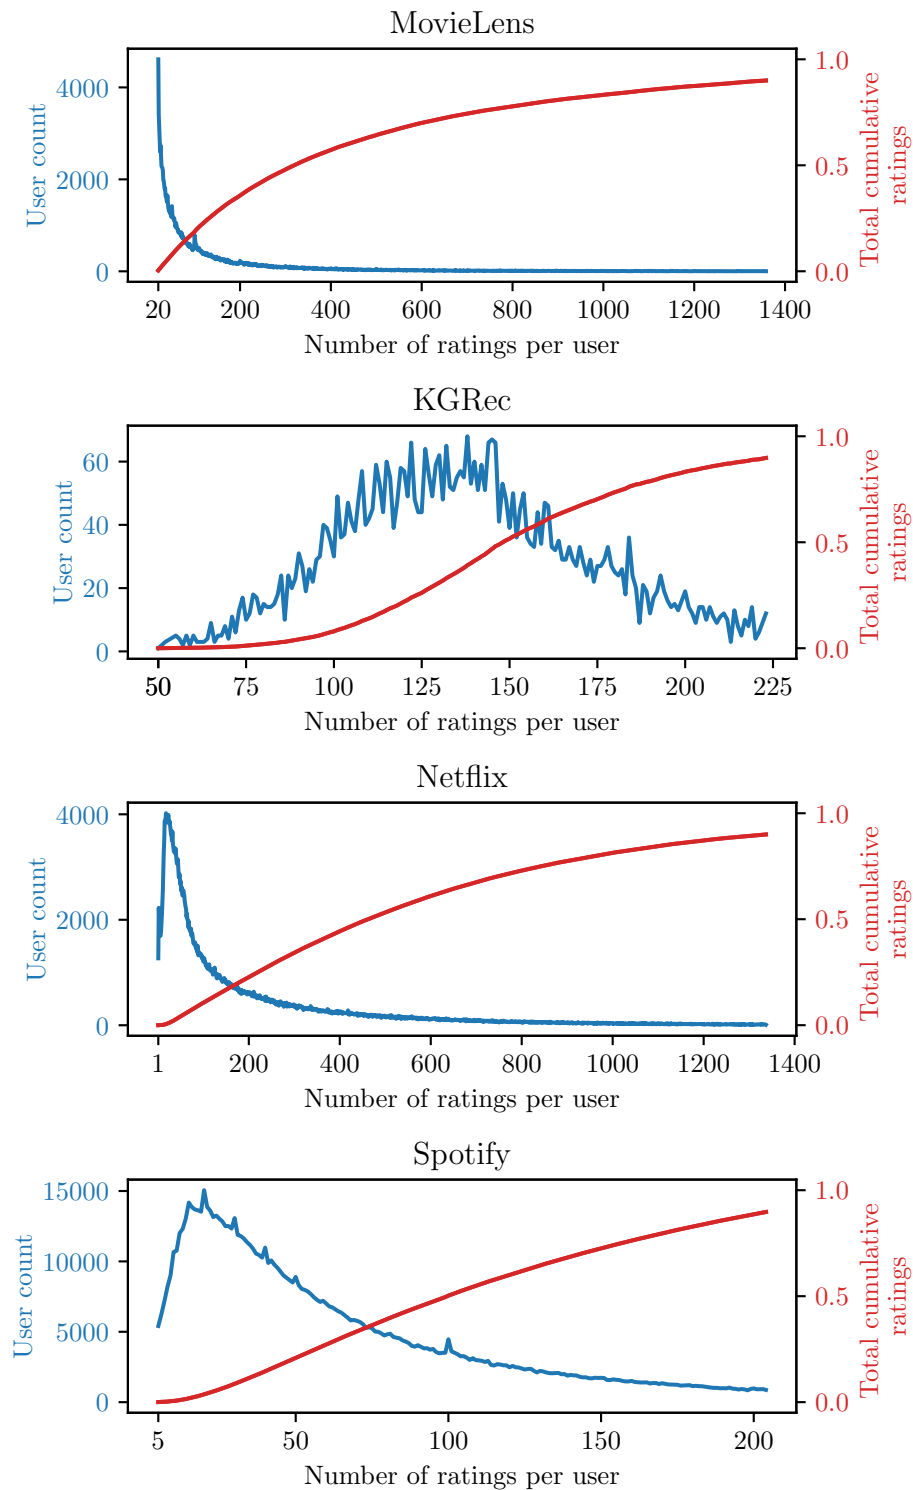 MovieLens
4000
2000
0
User count
1.0
0.5
0.0
Total cumulative
ratings
20 200 400 600 800 1000 1200 1400
Number of ratings per user
KGRec
60
40
20
0
User count
1.0
0.5
0.0
Total cumulative
ratings
50 75 100 125 150 175 200 225
Number of ratings per user
Netflix
4000
2000
0
User count
1.0
0.5
0.0
Total cumulative
ratings
1 200 400 600 800 1000 1200 1400
Number of ratings per user
Spotify
15000
10000
5000
0
User count
1.0
0.5
0.0
Total cumulative
ratings
5 50 100 150 200
Number of ratings per user